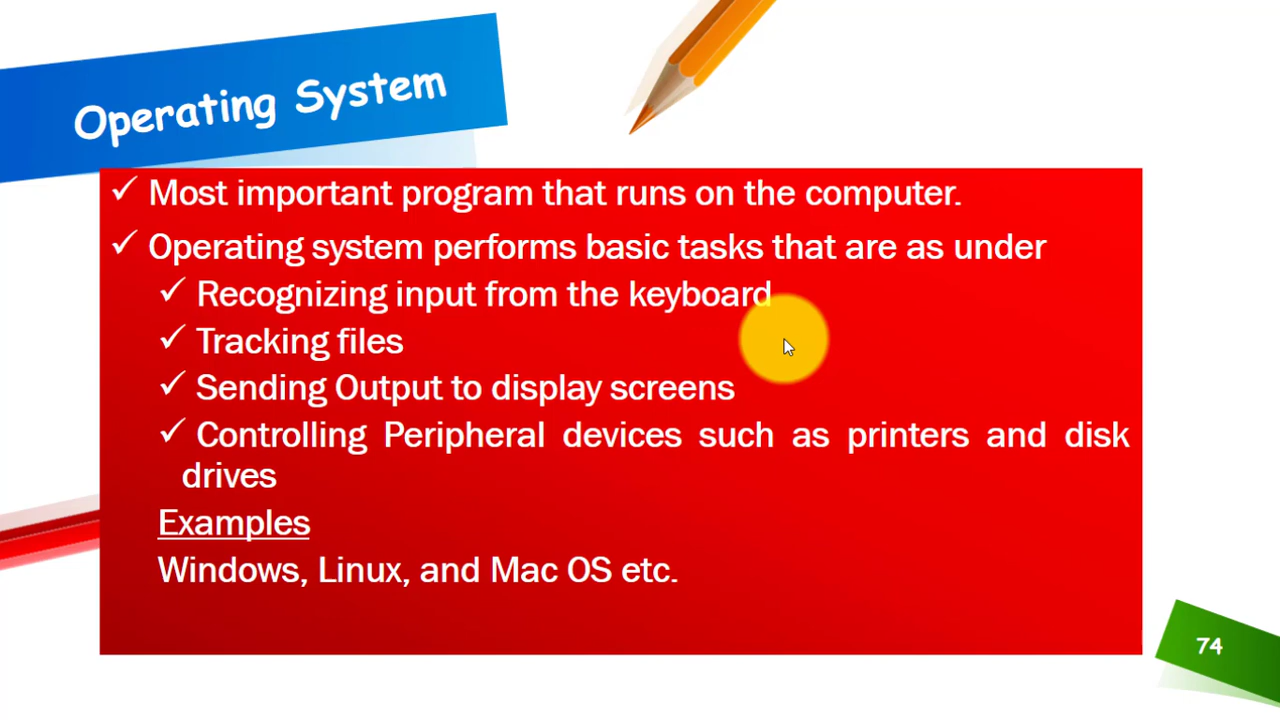 Operating System
✓ Most important program that runs on the computer.
✓ Operating system performs basic tasks that are as under
✓ Recognizing input from the keyboard
✓ Tracking files
✓ Sending Output to display screens
✓ Controlling Peripheral devices such as printers and disk
drives
Examples
Windows, Linux, and Mac OS etc.
74